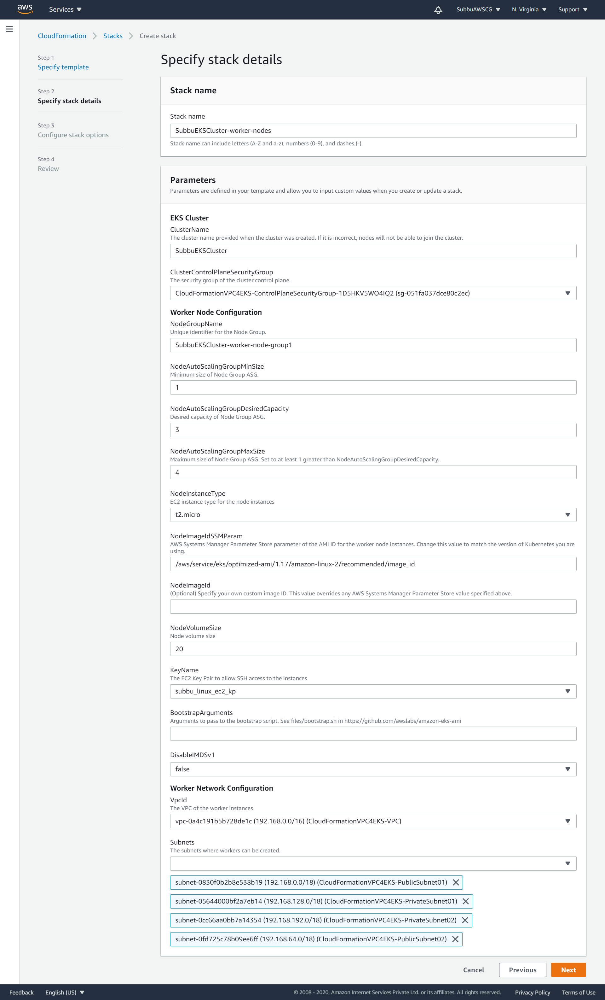 aws
Services
SubbuAWSCG
N. Virginia
Support
CloudFormation
Stacks
Create stack
Step 1
Specify template
Step 2
Specify stack details
Step 3
Configure stack options
Step 4
Review
Specify stack details
Stack name
Stack name
SubbuEKSCluster-worker-nodes
Stack name can include letters (A-Z and a-z), numbers (0-9), and dashes (-).
Parameters
Parameters are defined in your template and allow you to input custom values when you create or update a stack.
EKS Cluster
ClusterName
The cluster name provided when the cluster was created. If it is incorrect, nodes will not be able to join the cluster.
SubbuEKSCluster
ClusterControlPlaneSecurityGroup
The security group of the cluster control plane.
CloudFormationVPC4EKS-ControlPlaneSecurityGroup-1D5HKV5WO4IQ2 (sg-051fa037dce80c2ec)
Worker Node Configuration
NodeGroupName
Unique identifier for the Node Group.
SubbuEKSCluster-worker-node-group1
NodeAutoScalingGroupMinSize
Minimum size of Node Group ASG.
1
NodeAutoScalingGroupDesiredCapacity
Desired capacity of Node Group ASG.
3
NodeAutoScalingGroupMaxSize
Maximum size of Node Group ASG. Set to at least 1 greater than NodeAutoScalingGroupDesiredCapacity.
4
NodeInstanceType
EC2 instance type for the node instances
t2.micro
NodeImageIdSSMParam
AWS Systems Manager Parameter Store parameter of the AMI ID for the worker node instances. Change this value to match the version of Kubernetes you are
using.
/aws/service/eks/optimized-ami/1.17/amazon-linux-2/recommended/image_id
NodeImageId
(Optional) Specify your own custom image ID. This value overrides any AWS Systems Manager Parameter Store value specified above.
NodeVolumeSize
Node volume size
20
KeyName
The EC2 Key Pair to allow SSH access to the instances
subbu_linux_ec2_kp
BootstrapArguments
Arguments to pass to the bootstrap script. See files/bootstrap.sh in https://github.com/awslabs/amazon-eks-ami
DisableIMDSv1
false
Worker Network Configuration
VpcId
The VPC of the worker instances
vpc-0a4c191b5b728de1c (192.168.0.0/16) (CloudFormationVPC4EKS-VPC)
Subnets
The subnets where workers can be created.
subnet-0830f0b2b8e538b19 (192.168.0.0/18) (CloudFormationVPC4EKS-PublicSubnet01)
subnet-05644000bf2a7eb14 (192.168.128.0/18) (CloudFormationVPC4EKS-PrivateSubnet01)
subnet-0cc66aa0bb7a14354 (192.168.192.0/18) (CloudFormationVPC4EKS-PrivateSubnet02)
subnet-0fd725c78b09ee6ff (192.168.64.0/18) (CloudFormationVPC4EKS-PublicSubnet02)
Cancel
Previous
Next
Feedback
English (US)
© 2008 - 2020, Amazon Internet Services Private Ltd. or its affiliates. All rights reserved.
Privacy Policy
Terms of Use